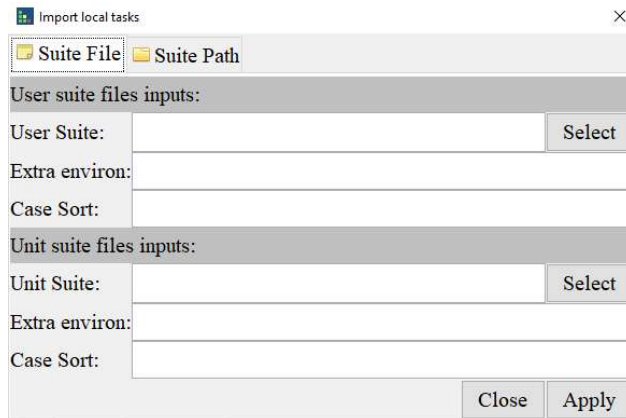 Import local tasks
Suite File Suite Path
User suite files inputs:
User Suite: Select
Extra environ:
Case Sort:
Unit suite files inputs:
Unit Suite: Select
Extra environ:
Case Sort:
Close Apply